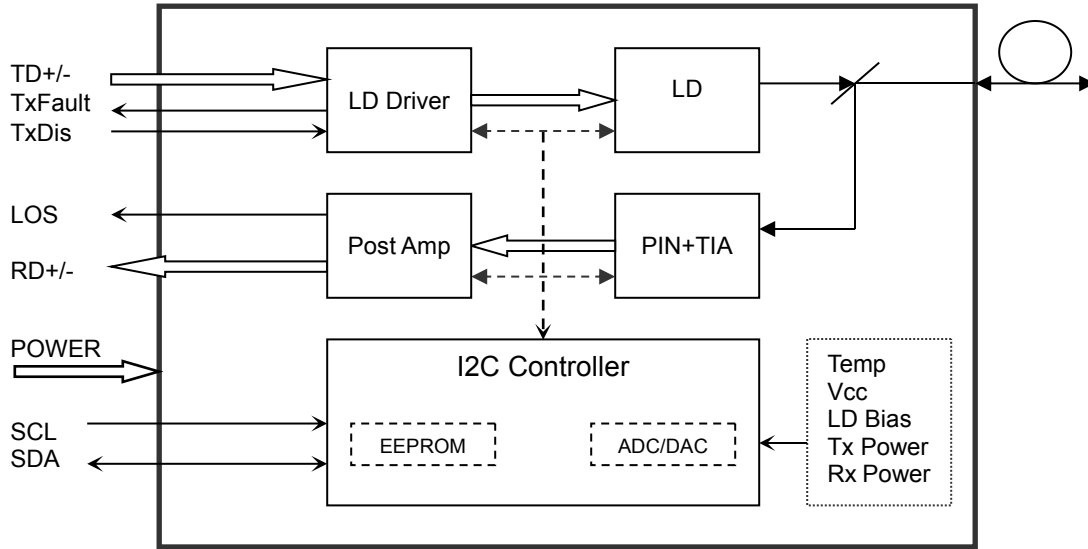 TD+/-
TxFault
TxDis
LD Driver
LD
LOS
RD+/-
Post Amp
PIN+TIA
POWER
SCL
SDA
I2C Controller
EEPROM
ADC/DAC
Temp
Vcc
LD Bias
Tx Power
Rx Power